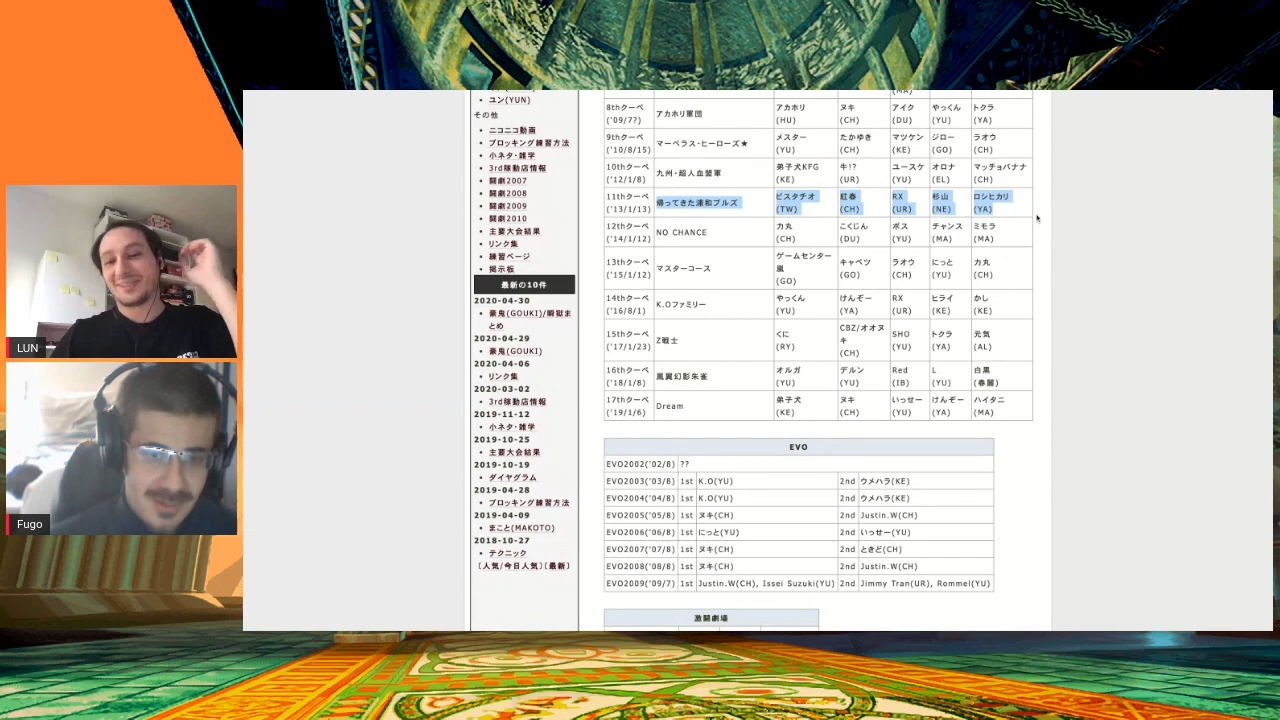 ユン(YUN)
その他
ニコニコ動画
ブロッキング練習方法
小ネタ・雑学
3rd稼動店情報
闘劇2007
闘劇2008
闘劇2009
闘劇2010
主要大会結果
リンク集
練習ページ
掲示板
最新の10件
2020-04-30
豪鬼(GOUKI)/瞬獄ま
とめ
2020-04-29
豪鬼(GOUKI)
2020-04-06
リンク集
2020-03-02
3rd稼動店情報
2019-11-12
小ネタ・雑学
2019-10-25
主要大会結果
2019-10-19
ダイヤグラム
2019-04-28
ブロッキング練習方法
2019-04-09
まこと(MAKOTO)
2018-10-27
テクニック
〔人気/今日人気〕〔最新〕
(MA)
8thクーペ アカホリ軍団 アカホリ ヌキ アイク やっくん トクラ
('09/7?) (HU) (CH) (DU) (YU) (YA)
9thクーペ マーベラス・ヒーローズ★ メスター たかゆき マツケン ジロー ラオウ
('10/8/15) (YU) (CH) (KE) (GO) (CH)
10thクーペ 九州・超人血盟軍 弟子犬KFG 牛!? ユースケ オロナ マッチョバナナ
('12/1/8) (KE) (UR) (YU) (EL) (CH)
11thクーペ 帰ってきた浦和ブルズ ピスタチオ 紅春 RX 杉山 ロシヒカリ
('13/1/13) (TW) (CH) (UR) (NE) (YA)
12thクーペ NO CHANCE 力丸 こくじん ボス チャンス ミモラ
('14/1/12) (CH) (DU) (YU) (MA) (MA)
13thクーペ マスターコース ゲームセンター キャベツ ラオウ にっと 力丸
('15/1/12) 嵐 (GO) (CH) (YU) (CH)
(GO)
14thクーペ K.Oファミリー やっくん けんぞー RX ヒライ かし
('16/8/1) (YU) (YA) (UR) (KE) (KE)
15thクーペ Z戦士 くに CBZ/オオヌ SHO トクラ 元気
('17/1/23) (RY) キ (YU) (YA) (AL)
(CH)
16thクーペ 鳳翼幻影朱雀 オルガ デルン Red L 白黒
('18/1/8) (YU) (YU) (IB) (YU) (春麗)
17thクーペ Dream 弟子犬 ヌキ いっせー けんぞー ハイタニ
('19/1/6) (KE) (CH) (YU) (YA) (MA)
EVO
EVO2002('02/8) ??
EVO2003('03/8) 1st K.O(YU) 2nd ウメハラ(KE)
EVO2004('04/8) 1st K.O(YU) 2nd ウメハラ(KE)
EVO2005('05/8) 1st ヌキ(CH) 2nd Justin.W(CH)
EVO2006('06/8) 1st にっと(YU) 2nd いっせー(YU)
EVO2007('07/8) 1st ヌキ(CH) 2nd ときど(CH)
EVO2008('08/8) 1st ヌキ(CH) 2nd Justin.W(CH)
EVO2009('09/7) 1st Justin.W(CH), Issei Suzuki(YU) 2nd Jimmy Tran(UR), Rommel(YU)
激闘劇場
LUN
Fugo